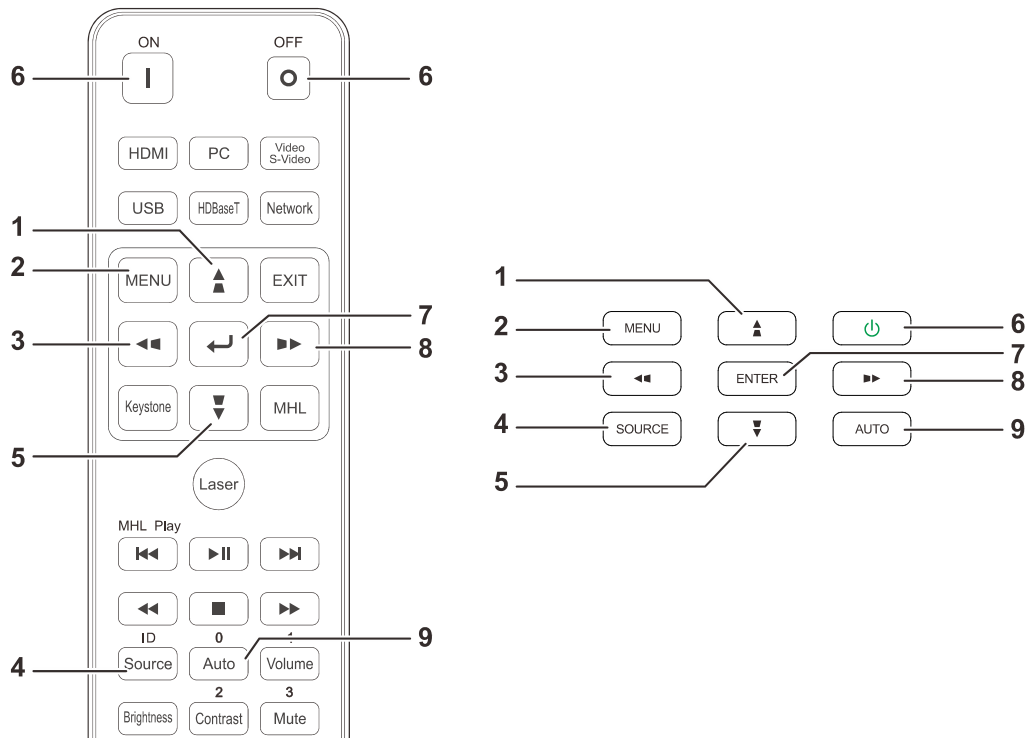 ON OFF
6 6
HDMI PC Video S-Video
USB HDBaseT Network
1
2 MENU EXIT
3 7
8
Keystone MHL
5
Laser
MHL Play
ID 0
4 Source Auto 9 Volume
2 3
Brightness Contrast Mute
1
2 MENU 6
7
3 ENTER 8
4 SOURCE AUTO 9
5